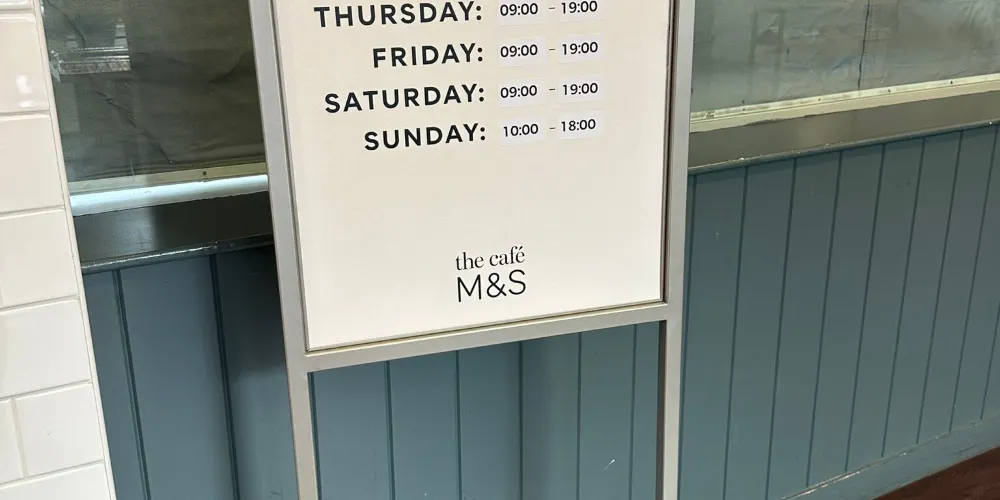 THURSDAY: 09:00 - 19:00
FRIDAY: 09:00 - 19:00
SATURDAY: 09:00 - 19:00
SUNDAY: 10:00 - 18:00
the café
M&S